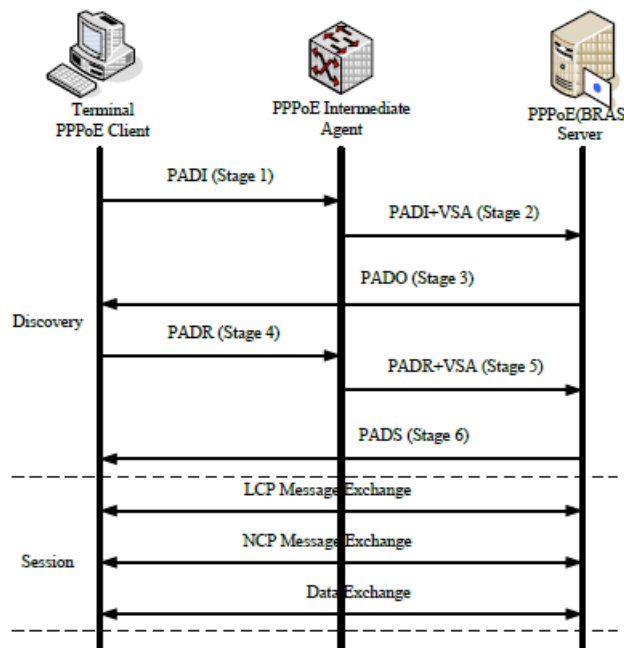 Terminal
PPPoE Client
PPPoE Intermediate
Agent
PPPoE(BRAS
Server
PADI (Stage 1)
PADI+VSA (Stage 2)
PADO (Stage 3)
Discovery
PADR (Stage 4)
PADR+VSA (Stage 5)
PADS (Stage 6)
LCP Message Exchange
NCP Message Exchange
Session
Data Exchange